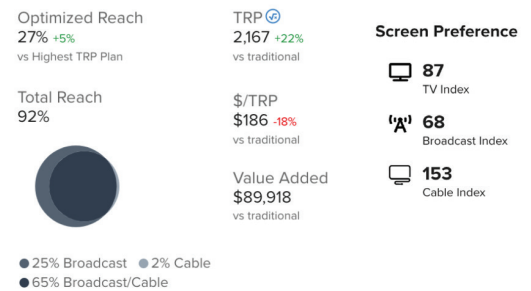 Optimized Reach
27% +5%
vs Highest TRP Plan
Total Reach
92%
25% Broadcast
2% Cable
65% Broadcast/Cable
TRP
2,167 +22%
vs traditional
$/TRP
$186 -18%
vs traditional
Value Added
$89,918
vs traditional
Screen Preference
87
TV Index
68
Broadcast Index
153
Cable Index